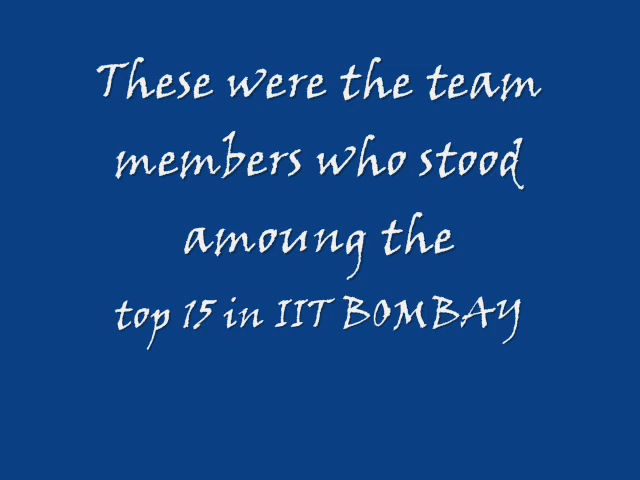 These were the team
members who stood
amoung the
top 15 in IIT BOMBAY